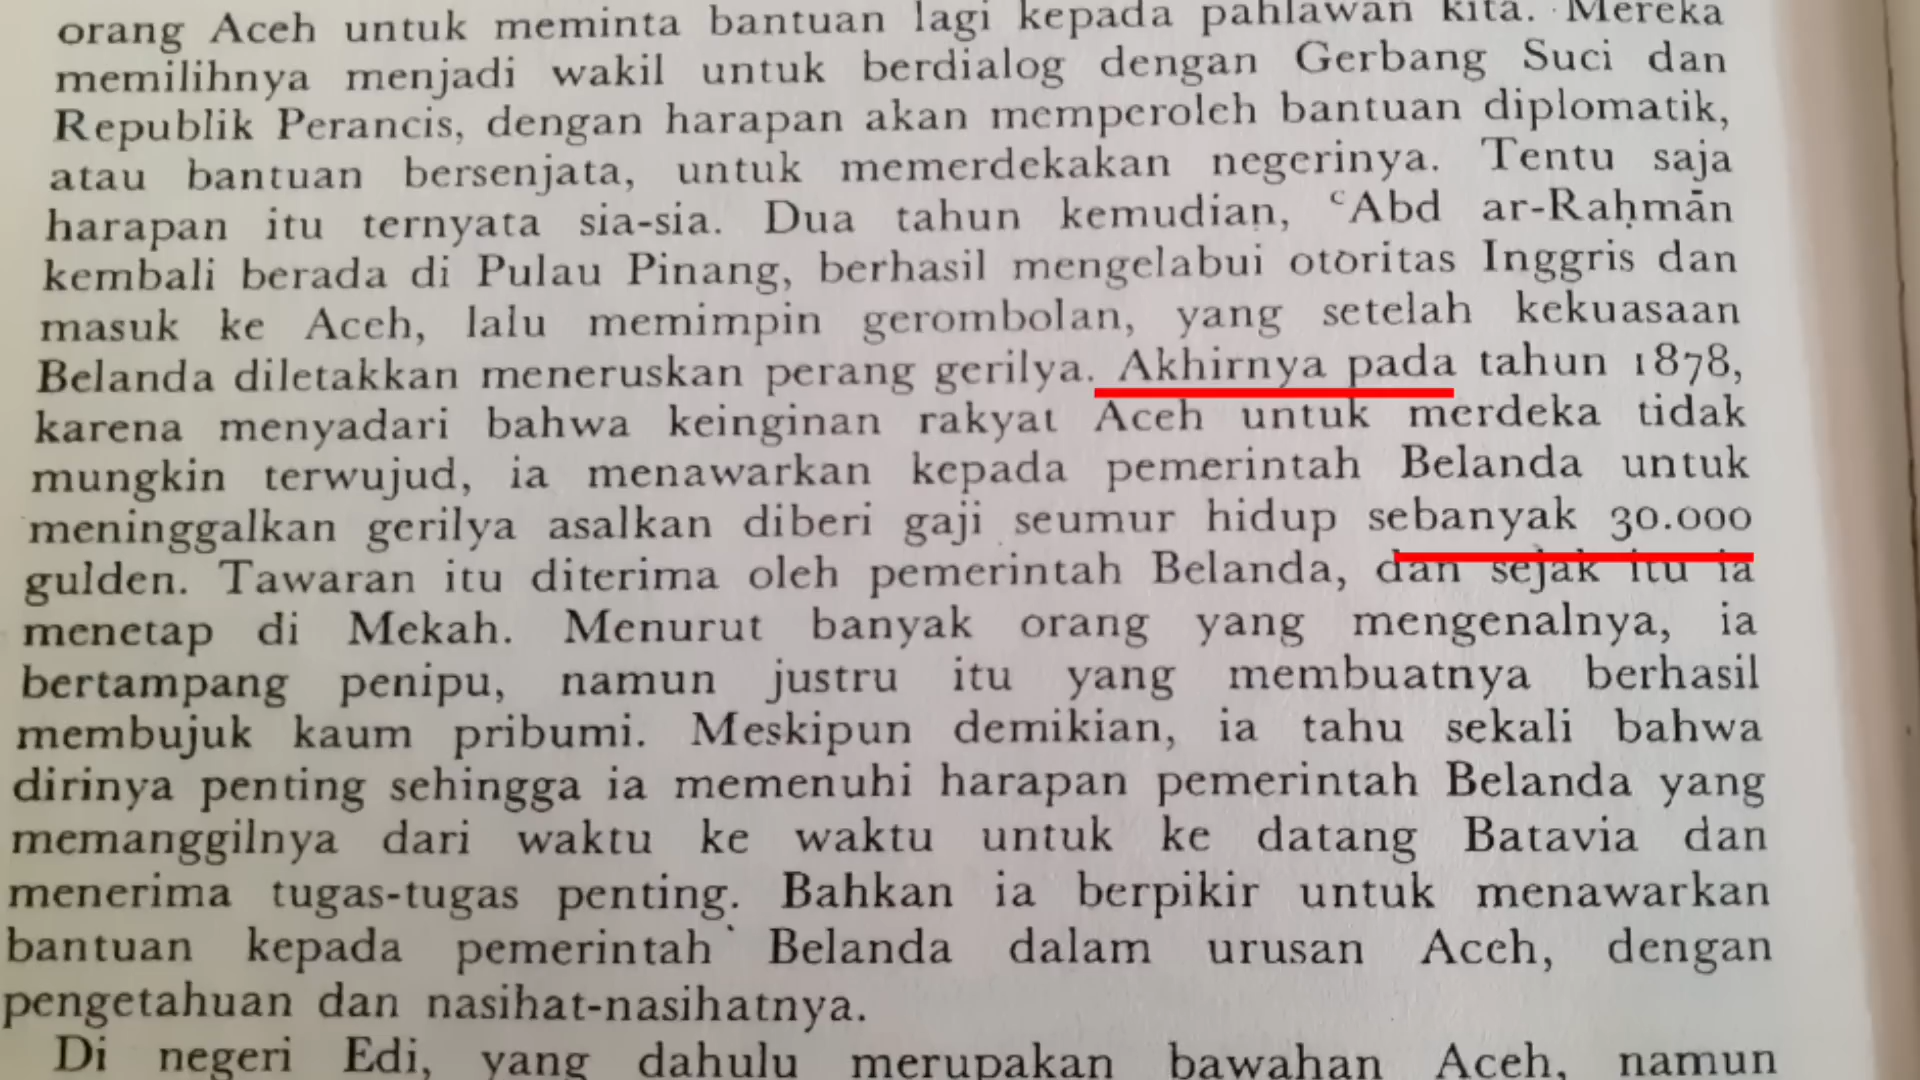 orang Aceh untuk meminta bantuan lagi kepada pahlawan kita. Mereka
memilihnya menjadi wakil untuk berdialog dengan Gerbang Suci dan
Republik Perancis, dengan harapan akan memperoleh bantuan diplomatik,
atau bantuan bersenjata, untuk memerdekakan negerinya. Tentu saja
harapan itu ternyata sia-sia. Dua tahun kemudian, ᶜAbd ar-Raḥmān
kembali berada di Pulau Pinang, berhasil mengelabui otoritas Inggris dan
masuk ke Aceh, lalu memimpin gerombolan, yang setelah kekuasaan
Belanda diletakkan meneruskan perang gerilya. Akhirnya pada tahun 1878,
karena menyadari bahwa keinginan rakyat Aceh untuk merdeka tidak
mungkin terwujud, ia menawarkan kepada pemerintah Belanda untuk
meninggalkan gerilya asalkan diberi gaji seumur hidup sebanyak 30.000
gulden. Tawaran itu diterima oleh pemerintah Belanda, dan sejak itu ia
menetap di Mekah. Menurut banyak orang yang mengenalnya, ia
bertampang penipu, namun justru itu yang membuatnya berhasil
membujuk kaum pribumi. Meskipun demikian, ia tahu sekali bahwa
dirinya penting sehingga ia memenuhi harapan pemerintah Belanda yang
memanggilnya dari waktu ke waktu untuk ke datang Batavia dan
menerima tugas-tugas penting. Bahkan ia berpikir untuk menawarkan
bantuan kepada pemerintah Belanda dalam urusan Aceh, dengan
pengetahuan dan nasihat-nasihatnya.
Di negeri Edi, yang dahulu merupakan bawahan Aceh, namun